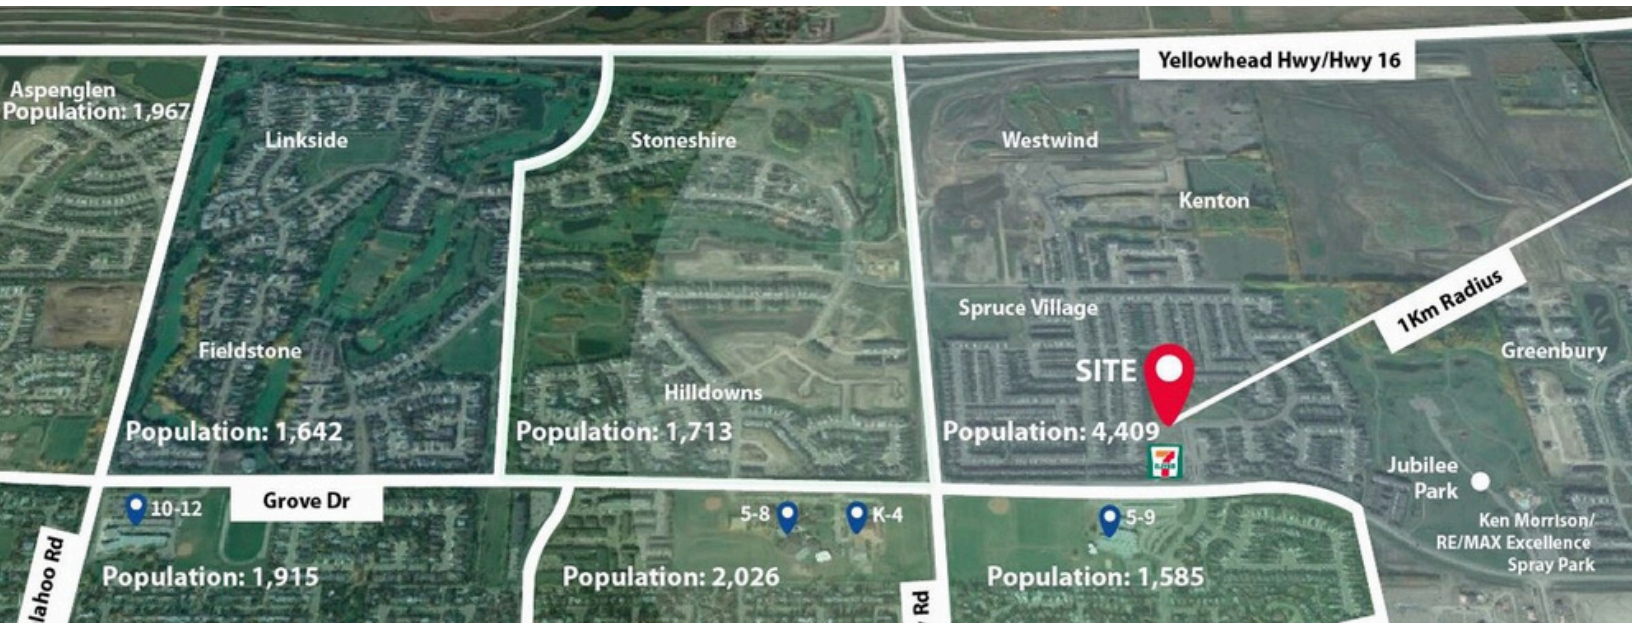 Yellowhead Hwy/Hwy 16
Aspenglen
Population: 1,967
Linkside
Stoneshire
Westwind
Kenton
Spruce Village
1Km Radius
Fieldstone
Greenbury
SITE
Hilldowns
Population: 1,642
Population: 1,713
Population: 4,409
Jubilee
Park
Grove Dr
10-12
5-8
K-4
5-9
Ken Morrison/
RE/MAX Excellence
Spray Park
Population: 1,915
Population: 2,026
Population: 1,585
lahoo Rd
Rd